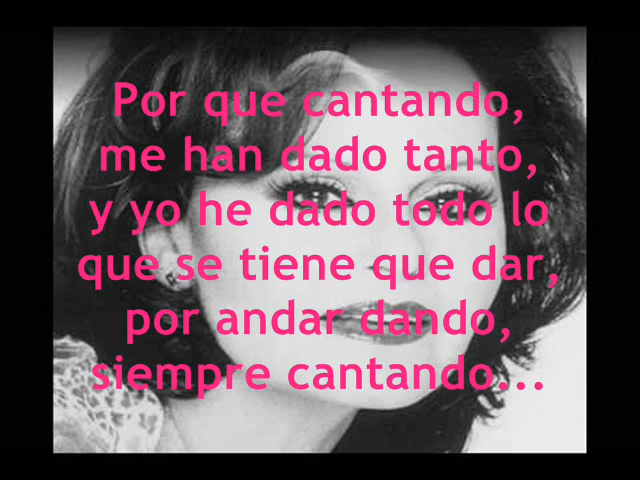 Por que cantando,
me han dado tanto,
y yo he dado todo lo
que se tiene que dar,
por andar dando,
siempre cantando...